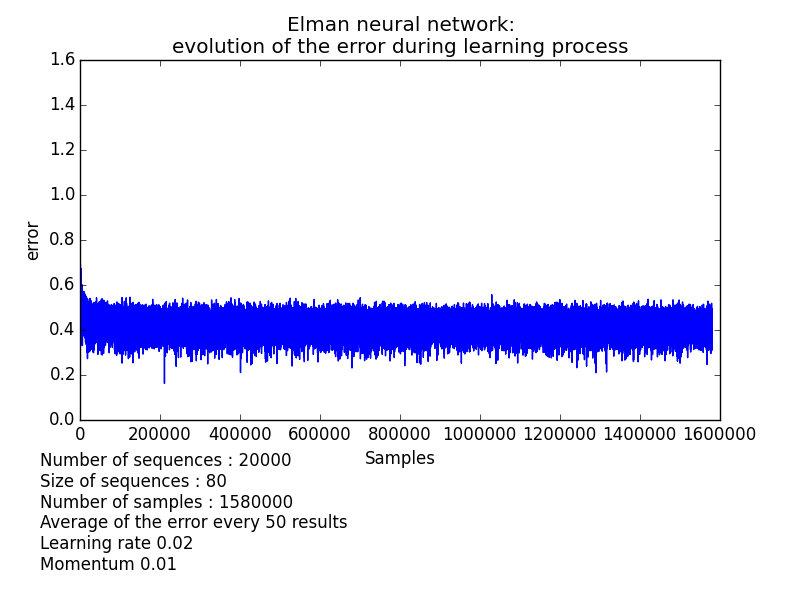 Elman neural network:
evolution of the error during learning process
1.6
1.4
1.2
1.0
0.8
0.6
0.4
0.2
0.0
error
0 200000 400000 600000 800000 1000000 1200000 1400000 1600000
Samples
Number of sequences : 20000
Size of sequences : 80
Number of samples : 1580000
Average of the error every 50 results
Learning rate 0.02
Momentum 0.01